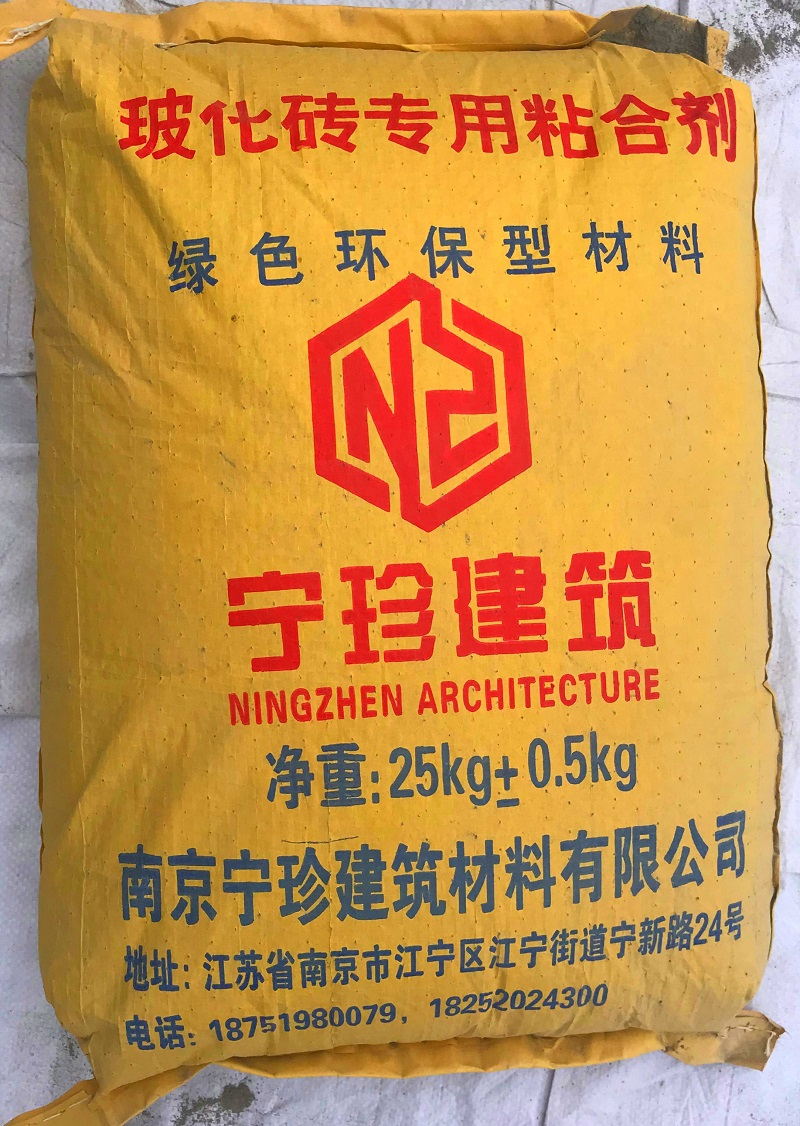 玻化砖专用粘合剂
绿色环保型材料
NZ
宁珍建筑
NINGZHEN ARCHITECTURE
净重:25kg±0.5kg
南京宁珍建筑材料有限公司
地址:江苏省南京市江宁区江宁街道宁新路24号
电话:18751980079，18252024300